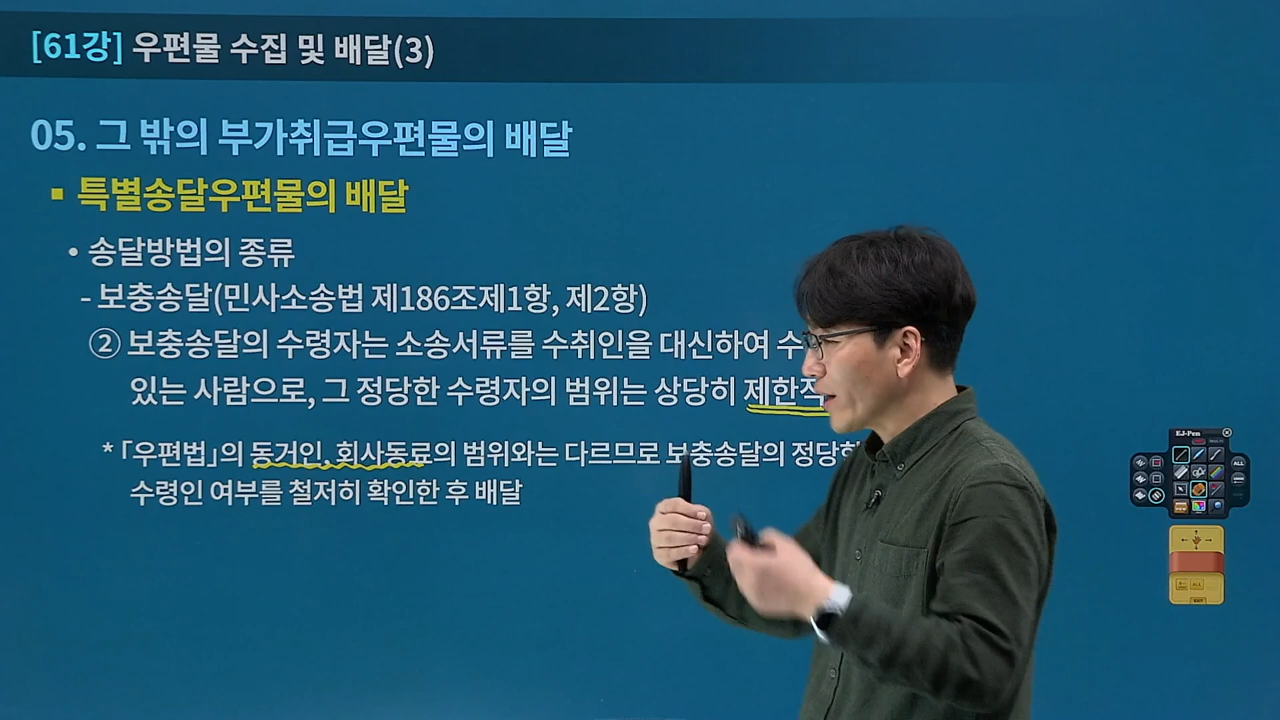 [61강] 우편물 수집 및 배달(3)
05. 그 밖의 부가취급우편물의 배달
▪ 특별송달우편물의 배달
• 송달방법의 종류
- 보충송달(민사소송법 제186조제1항, 제2항)
② 보충송달의 수령자는 소송서류를 수취인을 대신하여
있는 사람으로, 그 정당한 수령자의 범위는 상당히 제한적
* 「우편법」의 동거인, 회사동료의 범위와는 다르므로 보충송달의 정당한
수령인 여부를 철저히 확인한 후 배달
EJ-Pen
ALL
ALL
EXIT